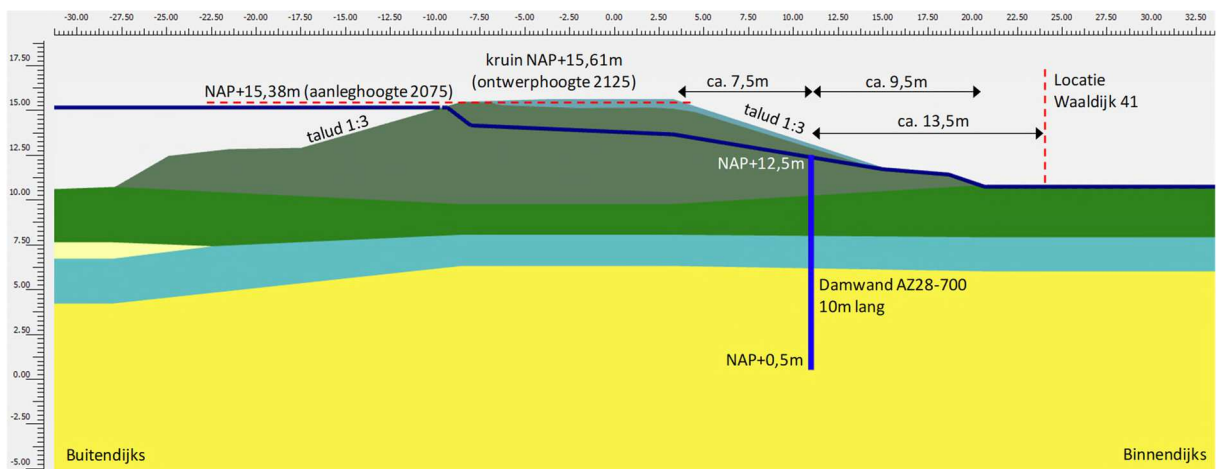 -30.00 -27.50 -25.00 -22.50 -20.00 -17.50 -15.00 -12.50 -10.00 -7.50 -5.00 -2.50 0.00 2.50 5.00 7.50 10.00 12.50 15.00 17.50 20.00 22.50 25.00 27.50 30.00 32.50
17.50
kruin NAP+15,61m
(ontwerphoogte 2125)
NAP+15,38m (aanleghoogte 2075)
ca. 7,5m
ca. 9,5m
Locatie
Waaldijk 41
15.00
talud 1:3
talud 1:3
ca. 13,5m
12.50
NAP+12,5m
10.00
7.50
5.00
Damwand AZ28-700
10m lang
2.50
NAP+0,5m
0.00
-2.50
Buitendijks
Binnendijks
-5.00